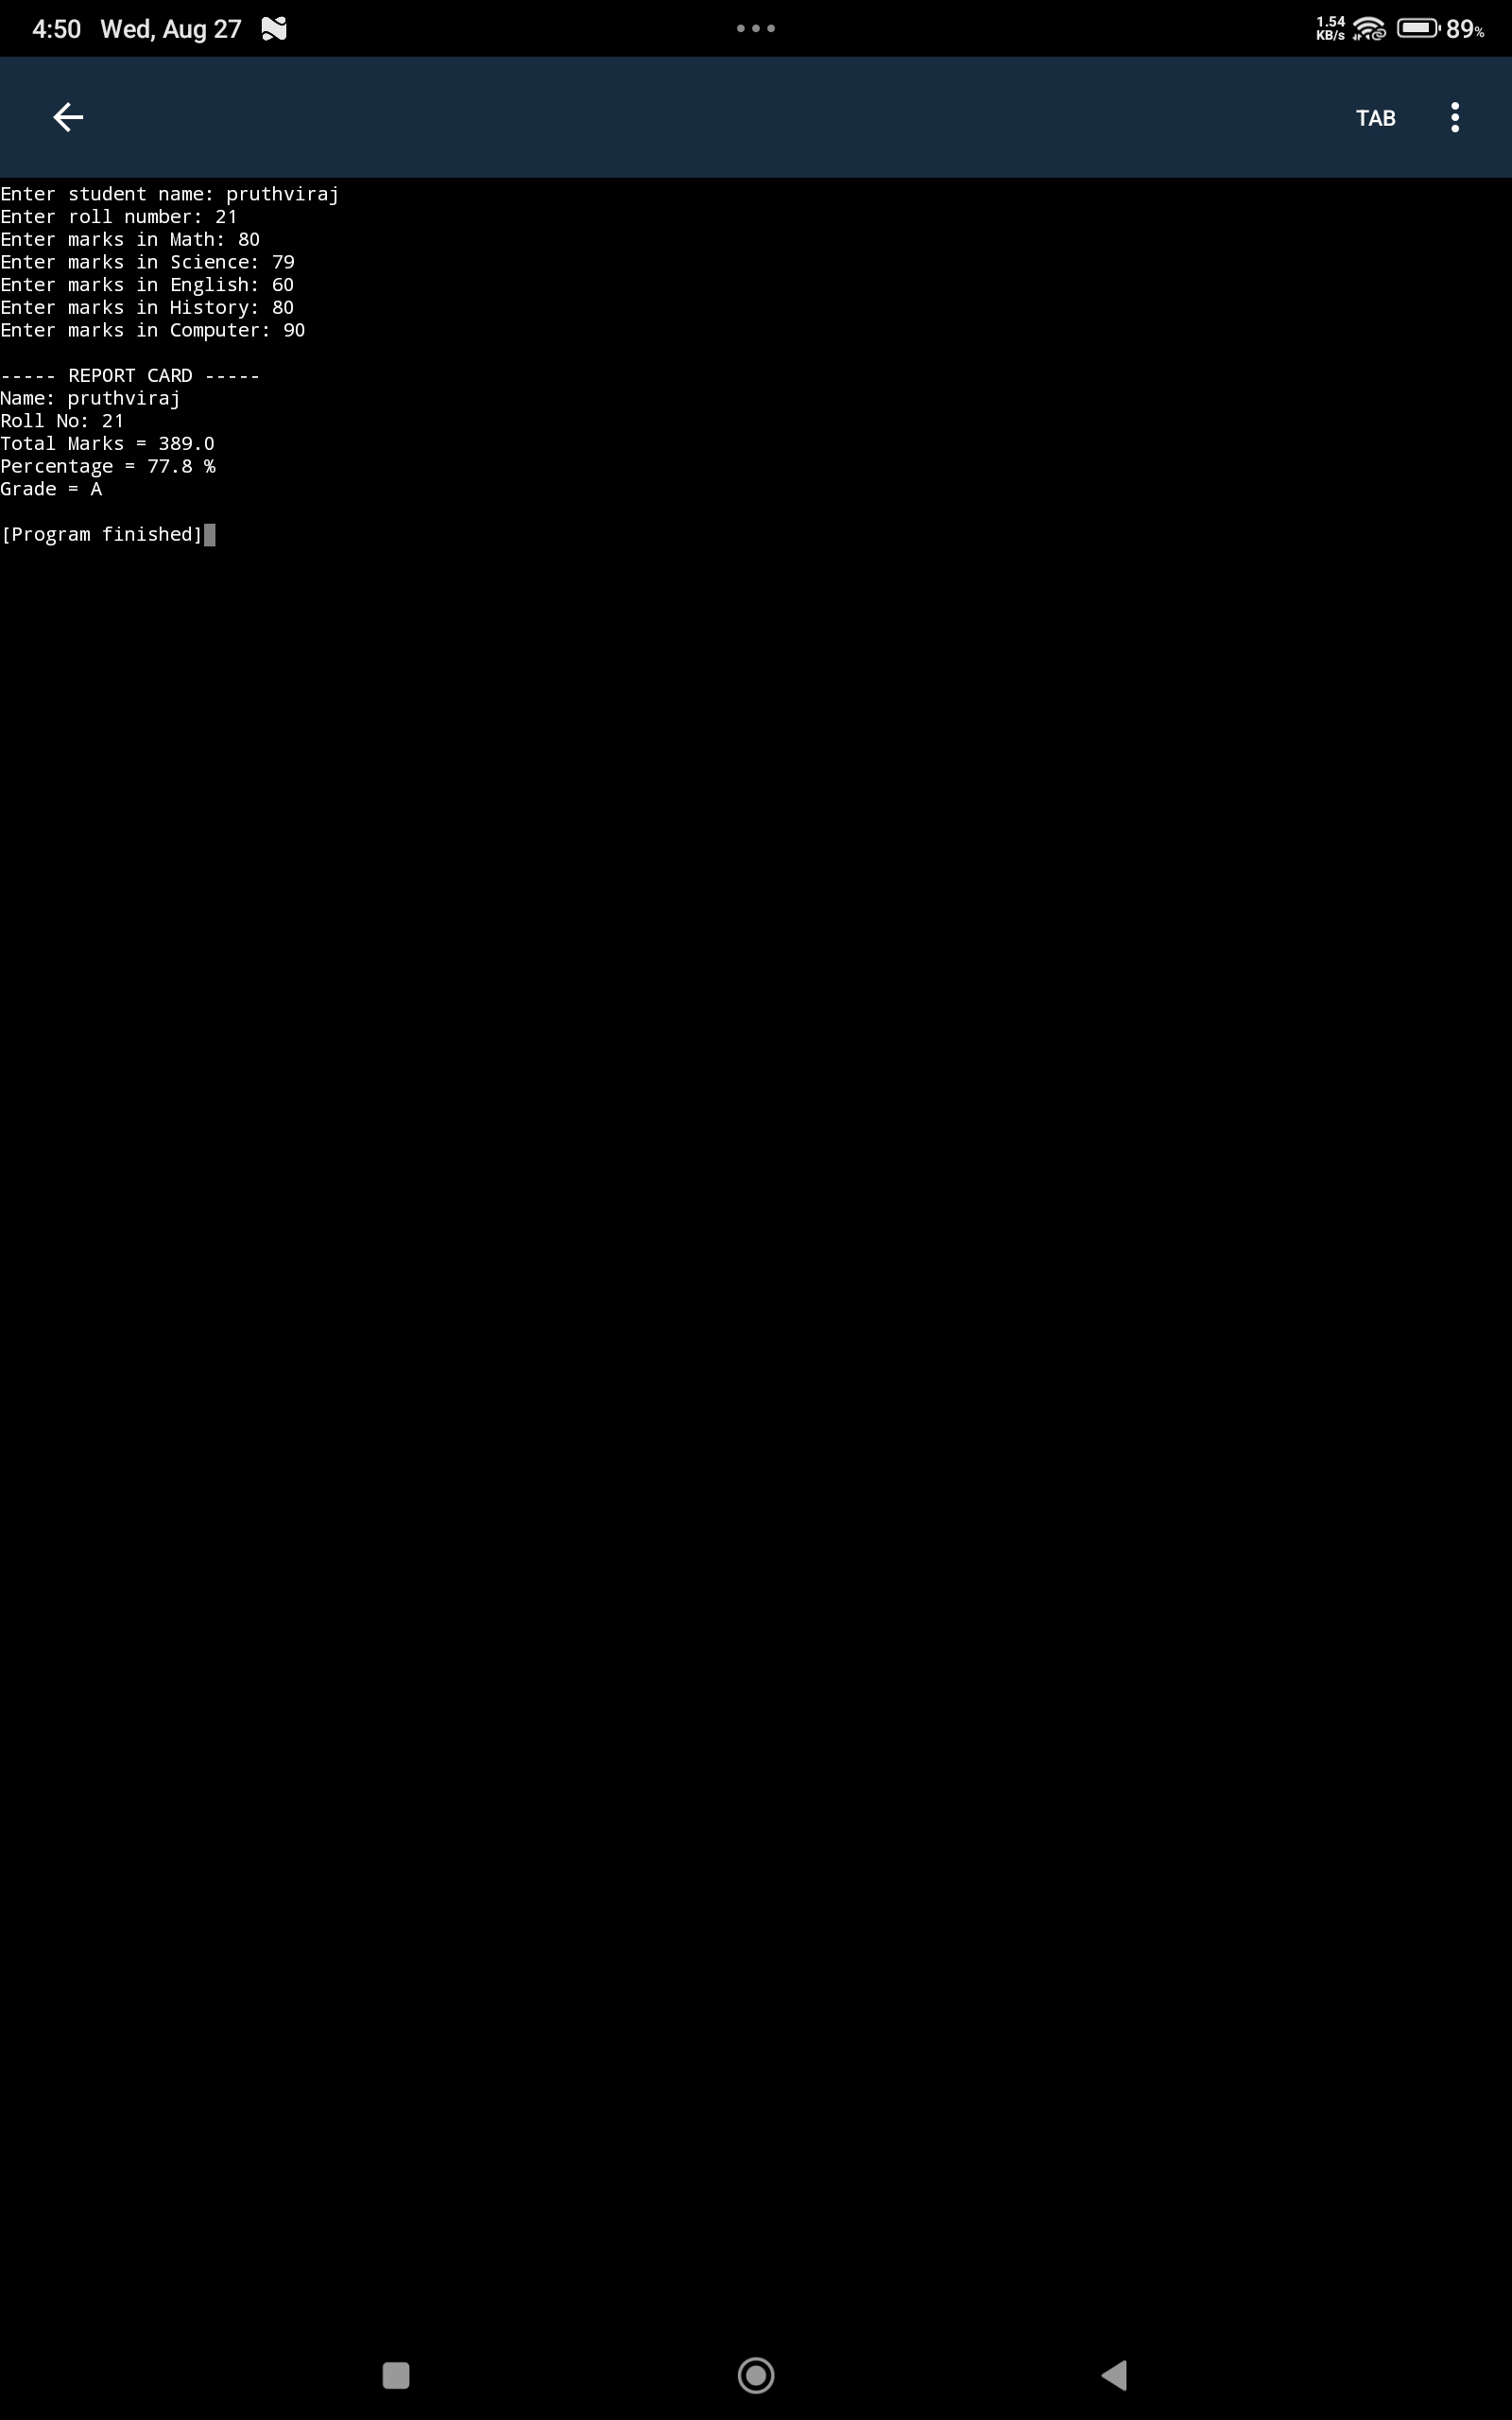 4:50 Wed, Aug 27 1.54 KB/s 89%
TAB
Enter student name: pruthviraj
Enter roll number: 21
Enter marks in Math: 80
Enter marks in Science: 79
Enter marks in English: 60
Enter marks in History: 80
Enter marks in Computer: 90
----- REPORT CARD -----
Name: pruthviraj
Roll No: 21
Total Marks = 389.0
Percentage = 77.8 %
Grade = A
[Program finished]